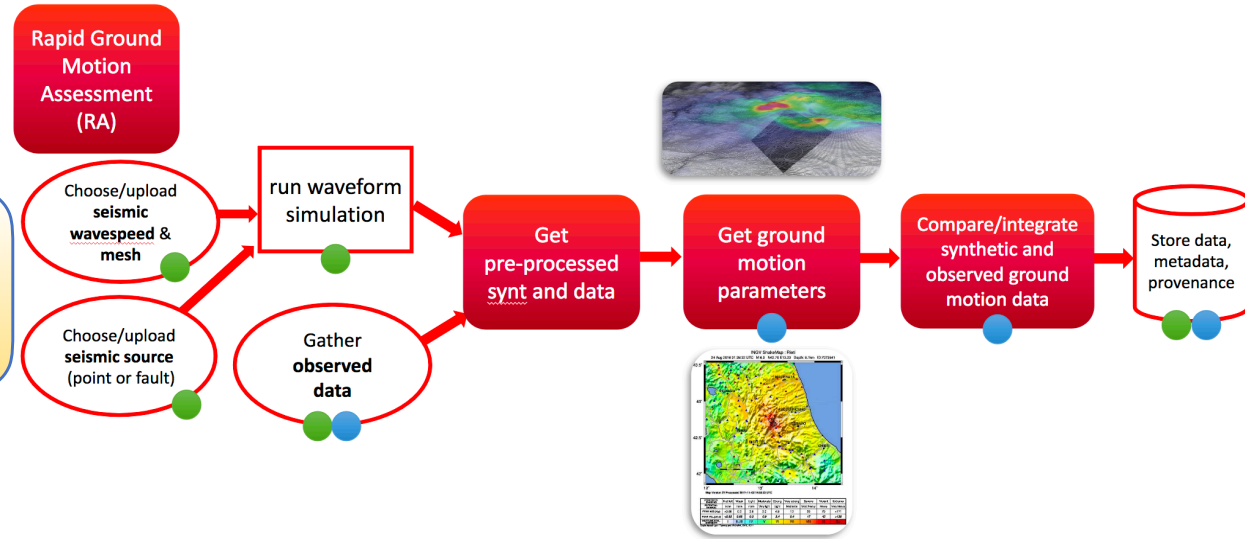 Rapid Ground
Motion
Assessment
(RA)
Choose/upload
seismic
wavespeed &
mesh
Choose/upload
seismic source
(point or fault)
run waveform
simulation
Gather
observed
data
Get
pre-processed
synt and data
Get ground
motion
parameters
Compare/integrate
synthetic and
observed ground
motion data
Store data,
metadata,
provenance